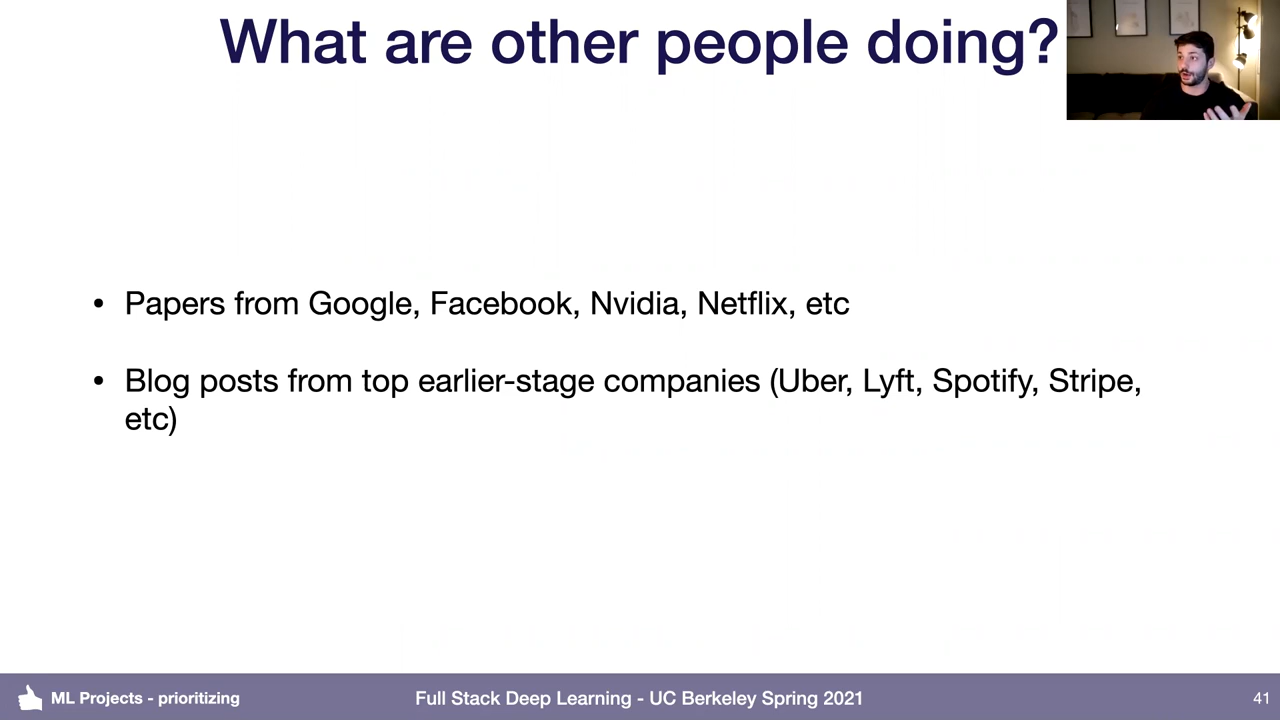 What are other people doing?
• Papers from Google, Facebook, Nvidia, Netflix, etc
• Blog posts from top earlier-stage companies (Uber, Lyft, Spotify, Stripe,
etc)
ML Projects - prioritizing
Full Stack Deep Learning - UC Berkeley Spring 2021
41